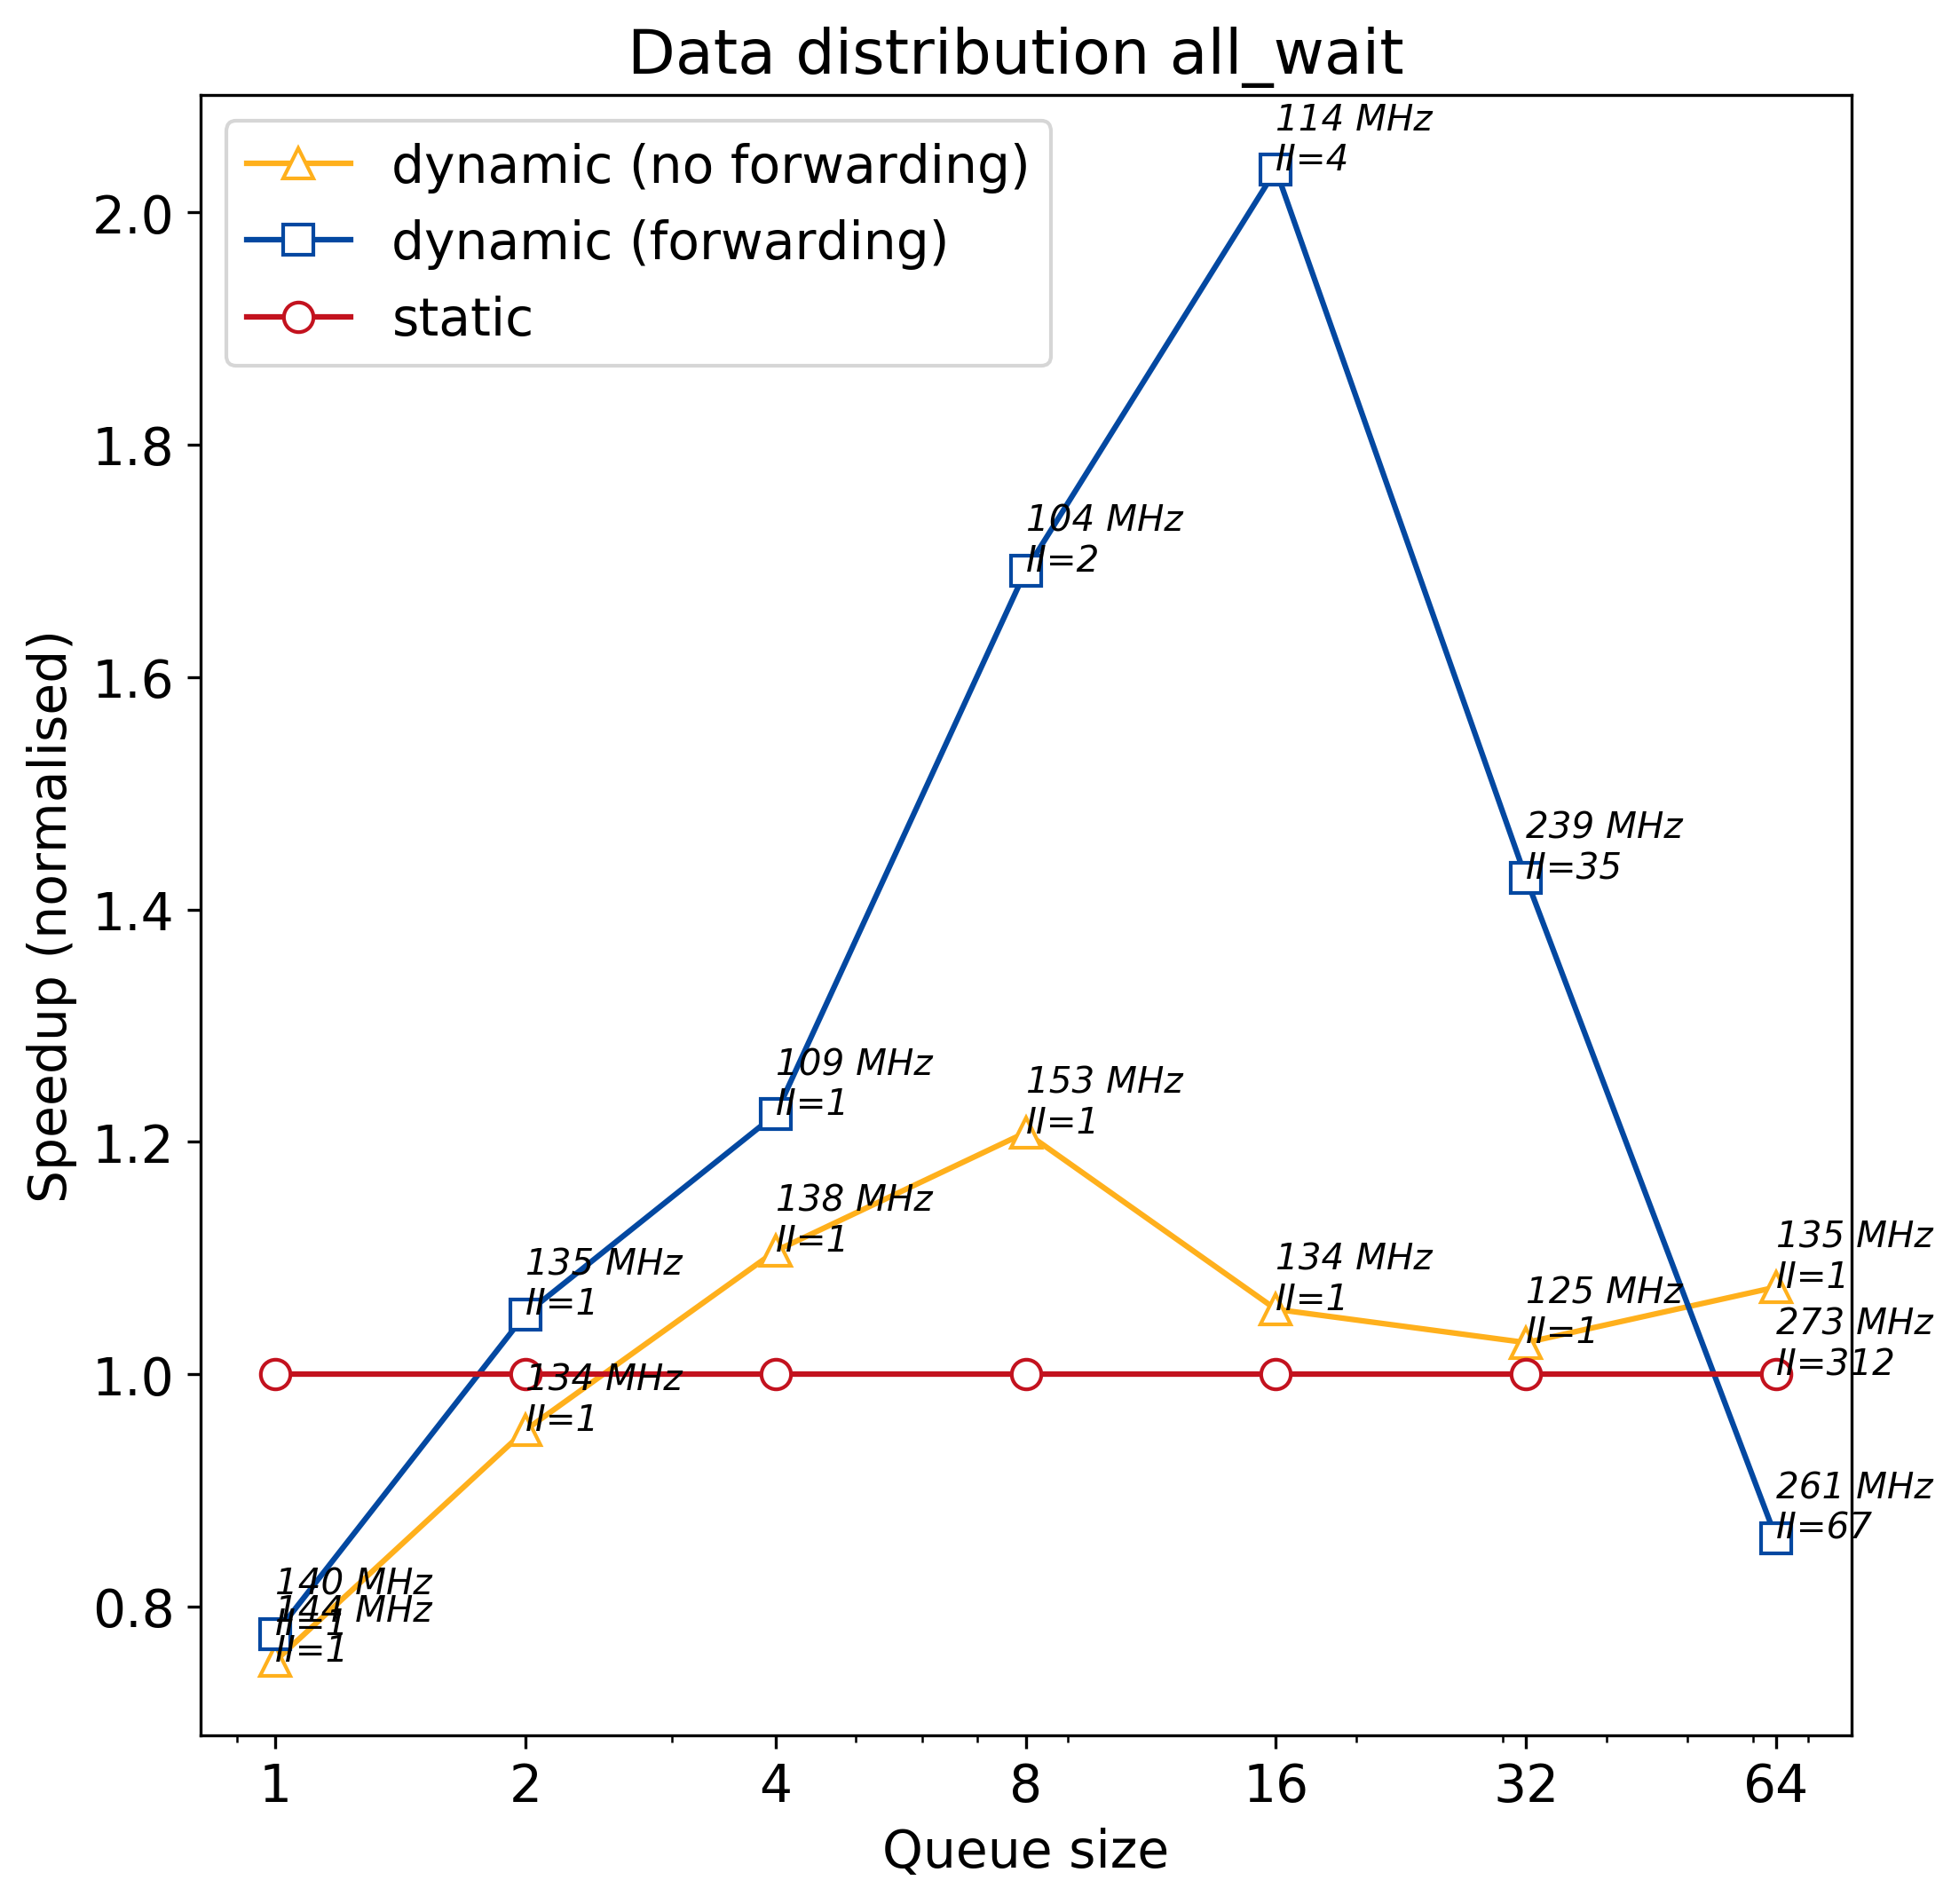 Data distribution all_wait
dynamic (no forwarding)
dynamic (forwarding)
static
Speedup (normalised)
2.0
1.8
1.6
1.4
1.2
1.0
0.8
114 MHz
II=4
104 MHz
II=2
239 MHz
II=35
109 MHz
II=1
153 MHz
II=1
138 MHz
II=1
135 MHz
II=1
134 MHz
II=1
134 MHz
II=1
125 MHz
II=1
135 MHz
II=1
273 MHz
II=312
261 MHz
II=67
140 MHz
II=1
144 MHz
II=1
1 2 4 8 16 32 64
Queue size